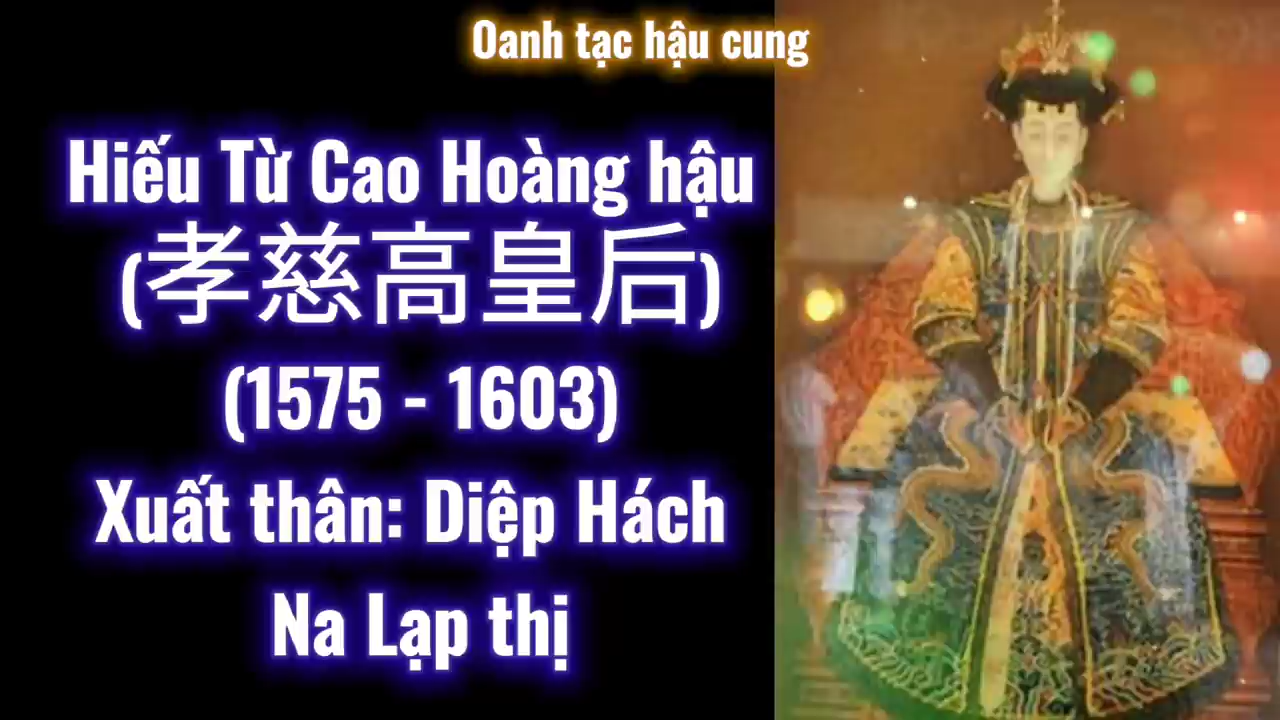 Oanh tạc hậu cung
Hiếu Từ Cao Hoàng hậu
(孝慈高皇后)
(1575 - 1603)
Xuất thân: Diệp Hách
Na Lạp thị